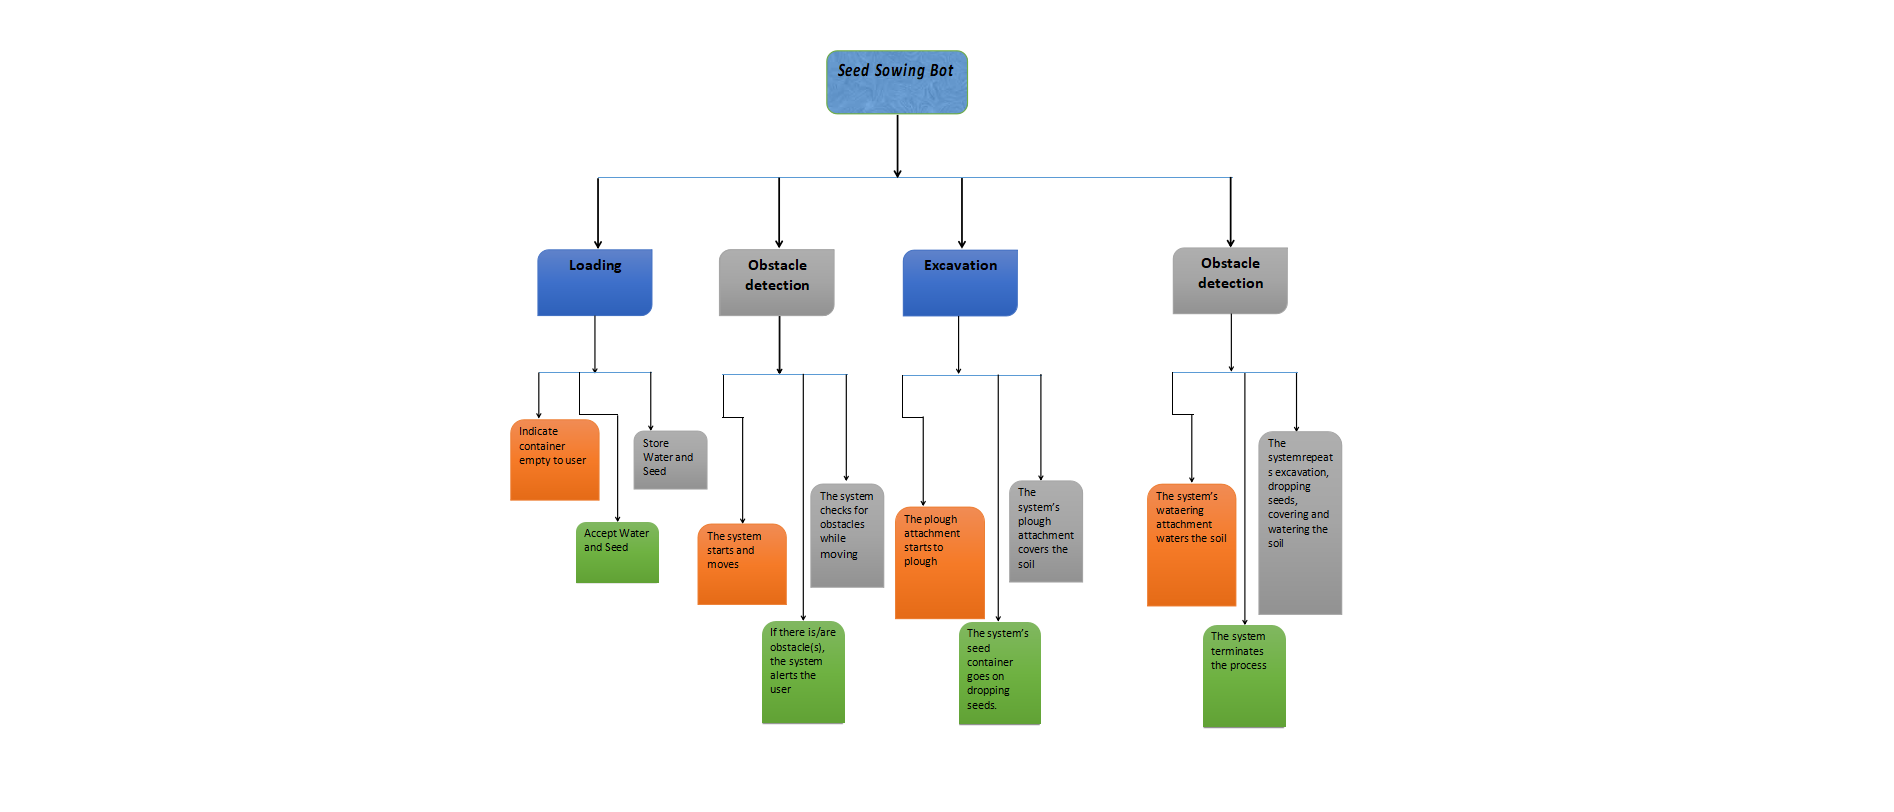 Seed Sowing Bot
Loading
Obstacle
detection
Excavation
Obstacle
detection
Indicate
container
empty to user
Accept Water
and Seed
Store
Water and
Seed
The system
starts and
moves
If there is/are
obstacle(s),
the system
alerts the
user
The system
checks for
obstacles
while
moving
The plough
attachment
starts to
plough
The system’s
seed
container
goes on
dropping
seeds.
The
system’s
plough
attachment
covers the
soil
The system’s
wataering
attachment
waters the soil
The system
terminates
the process
The
systemrepeat
s excavation,
dropping
seeds,
covering and
watering the
soil